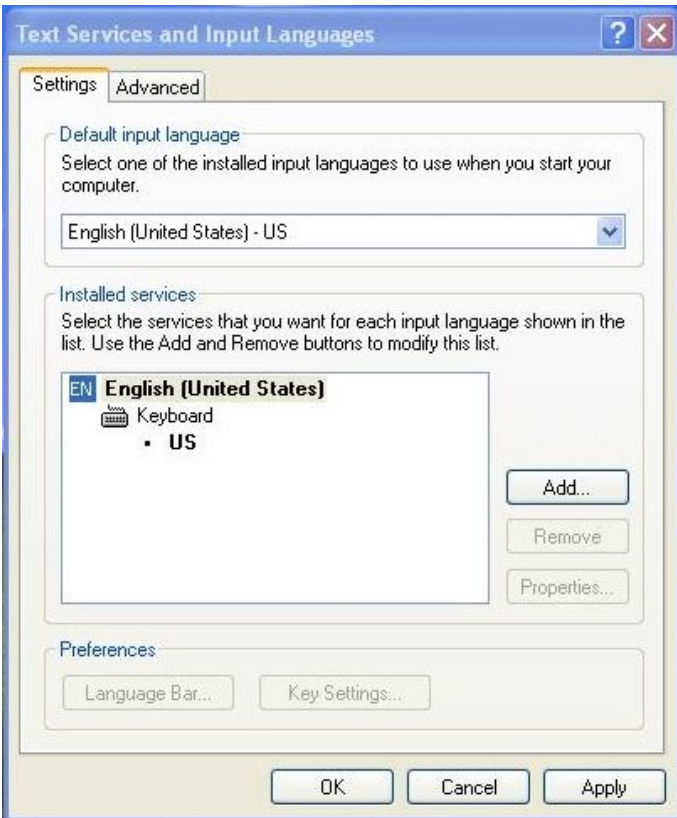 Text Services and Input Languages
Settings
Advanced
Default input language
Select one of the installed input languages to use when you start your
computer.
English (United States) - US
Installed services
Select the services that you want for each input language shown in the
list. Use the Add and Remove buttons to modify this list.
EN English (United States)
Keyboard
US
Add...
Remove
Properties...
Preferences
Language Bar...
Key Settings...
OK
Cancel
Apply